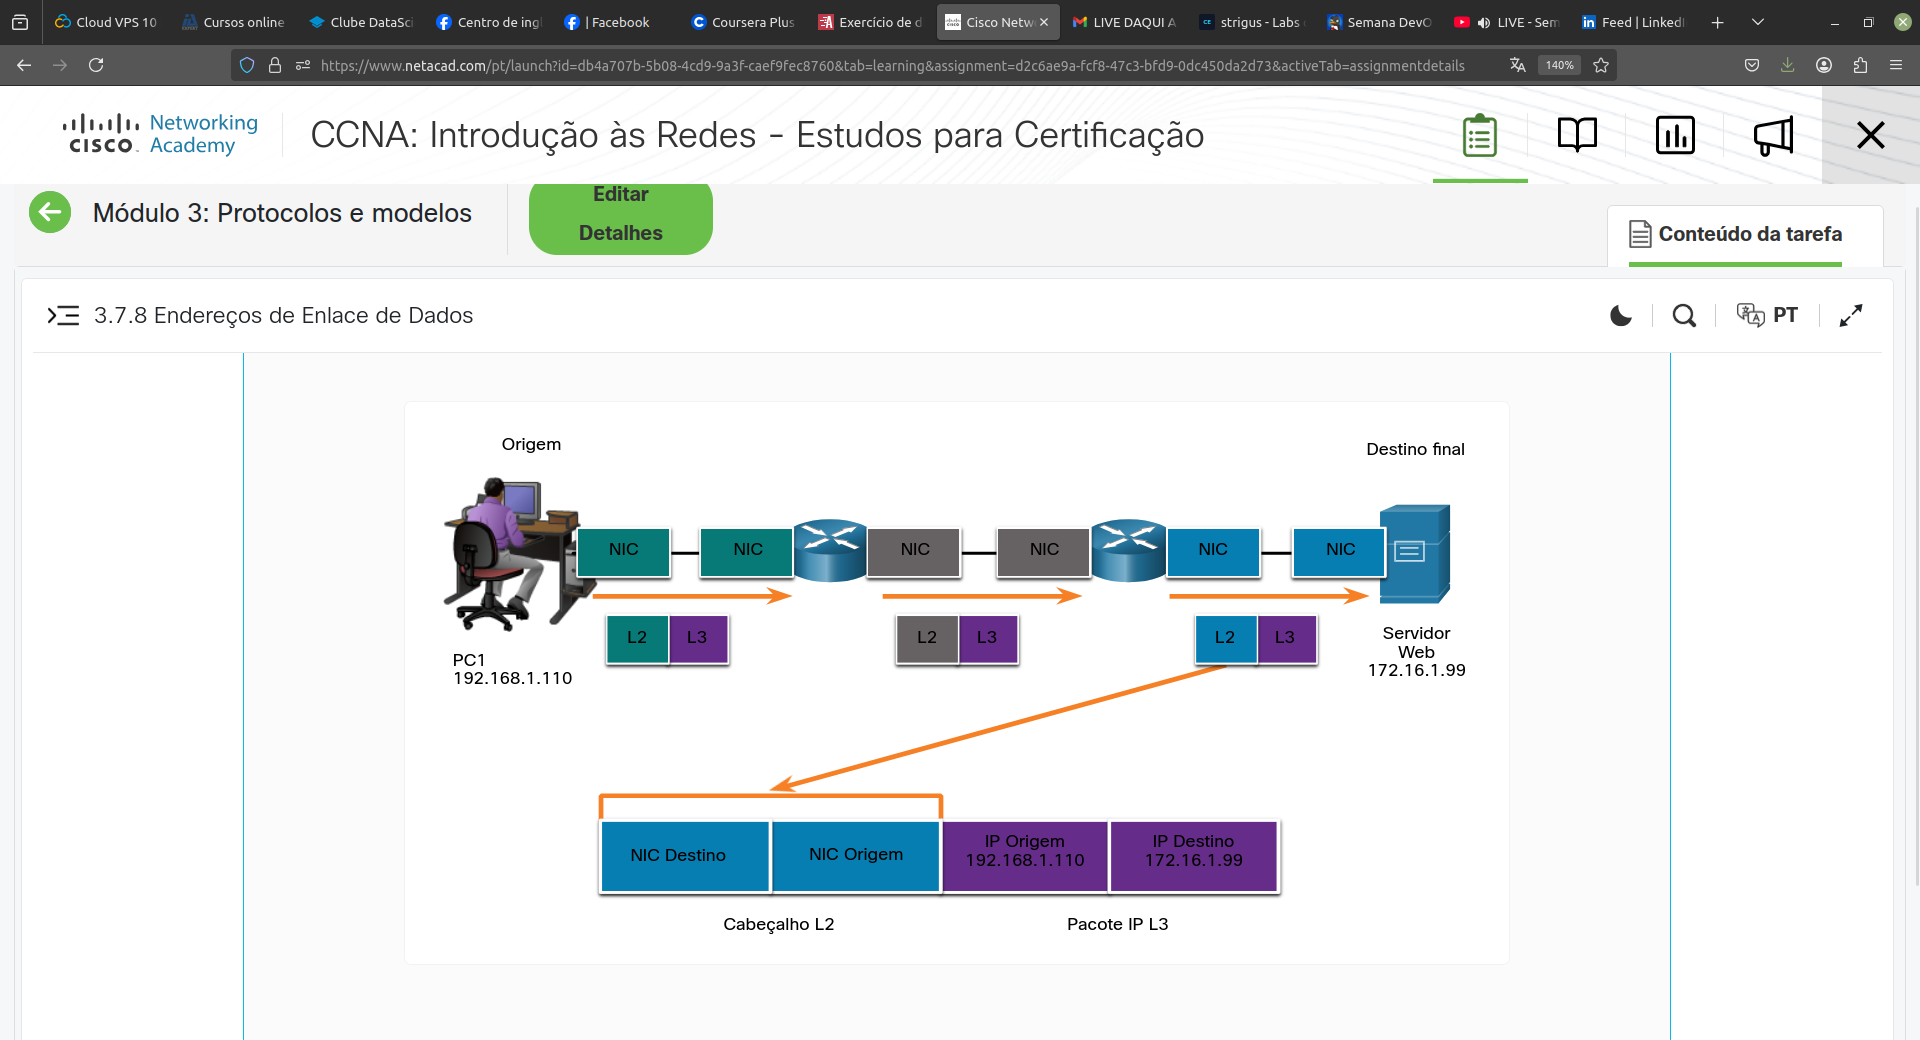 Cloud VPS 10
Cursos online
Clube DataSci
Centro de ing
| Facebook
Coursera Plus
Exercício de d
Cisco Netw
LIVE DAQUI A
strigus - Labs
Semana DevO
LIVE - Sem
Feed | LinkedI
https://www.netacad.com/pt/launch?id=db4a707b-5b08-4cd9-9a3f-caef9fec8760&tab=learning&assignment=d2c6ae9a-fcf8-47c3-bfd9-0dc450da2d73&activeTab=assignmentdetails
140%
CISCO
Networking
Academy
CCNA: Introdução às Redes - Estudos para Certificação
Módulo 3: Protocolos e modelos
Editar
Detalhes
Conteúdo da tarefa
3.7.8 Endereços de Enlace de Dados
PT
Origem
Destino final
NIC
NIC
NIC
NIC
NIC
NIC
L2
L3
L2
L3
L2
L3
PC1
192.168.1.110
Servidor
Web
172.16.1.99
NIC Destino
NIC Origem
IP Origem
192.168.1.110
IP Destino
172.16.1.99
Cabeçalho L2
Pacote IP L3